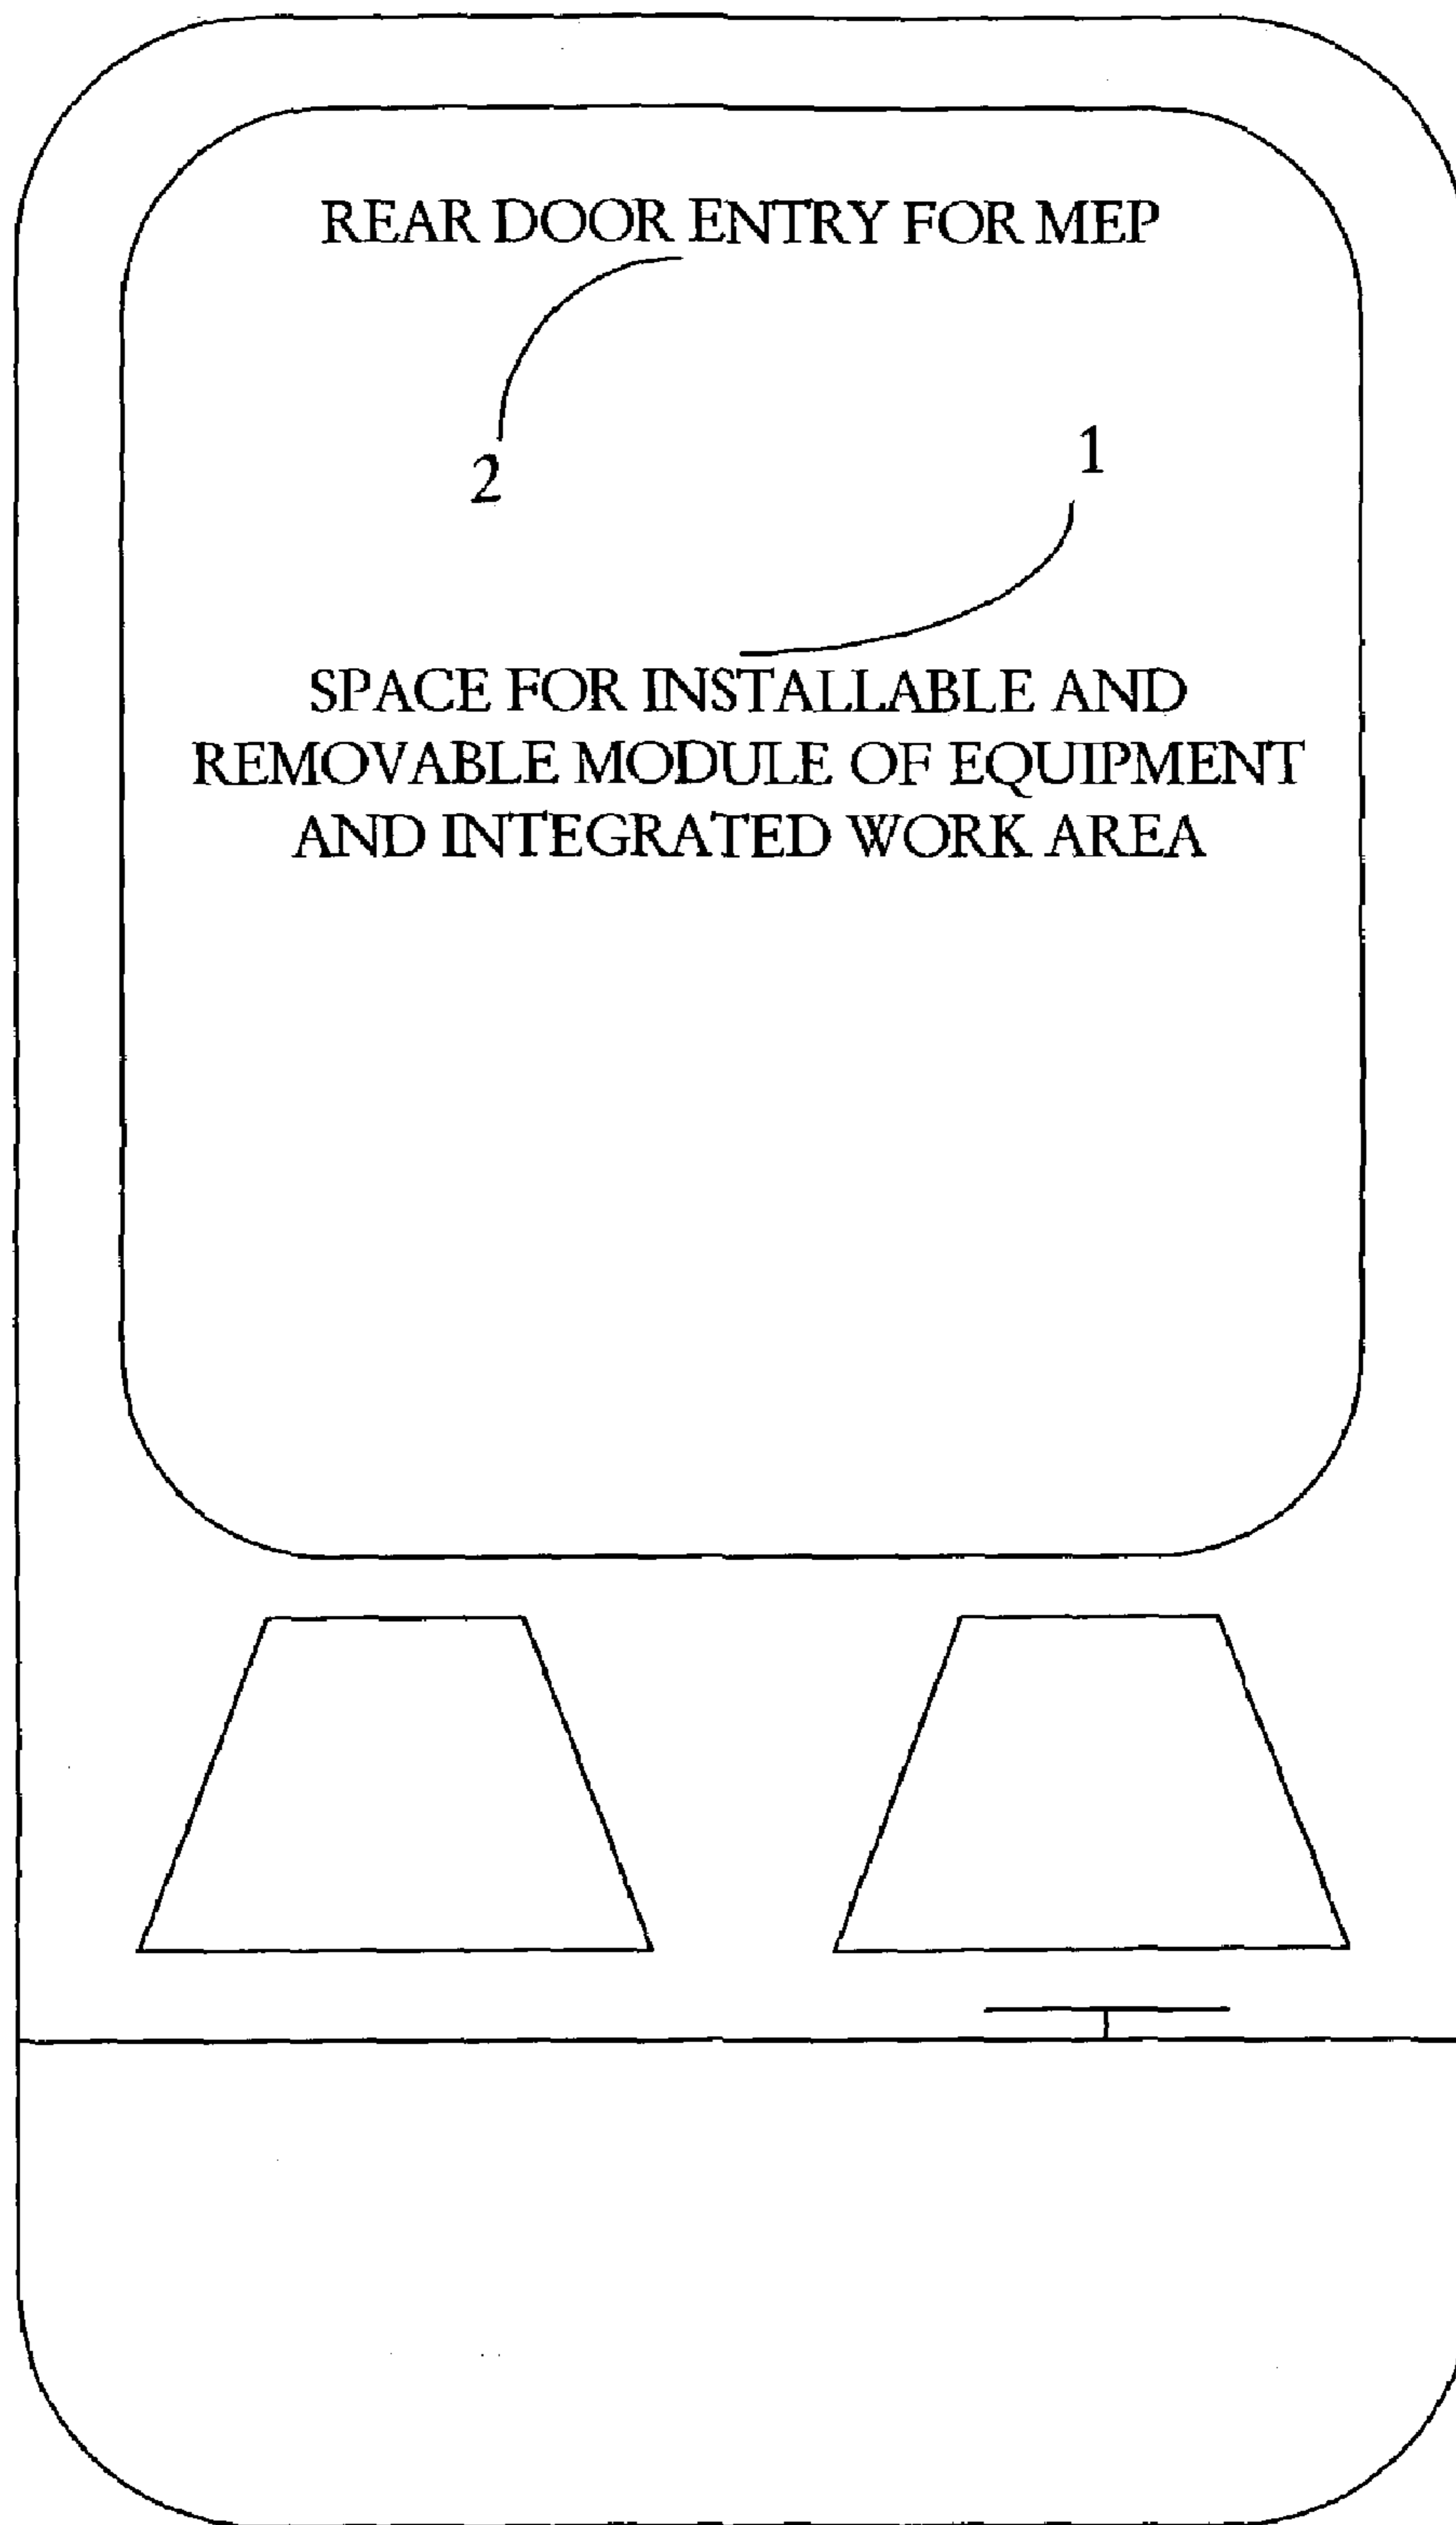 REAR DOOR ENTRY FOR MEP
2
1
SPACE FOR INSTALLABLE AND
REMOVABLE MODULE OF EQUIPMENT
AND INTEGRATED WORK AREA